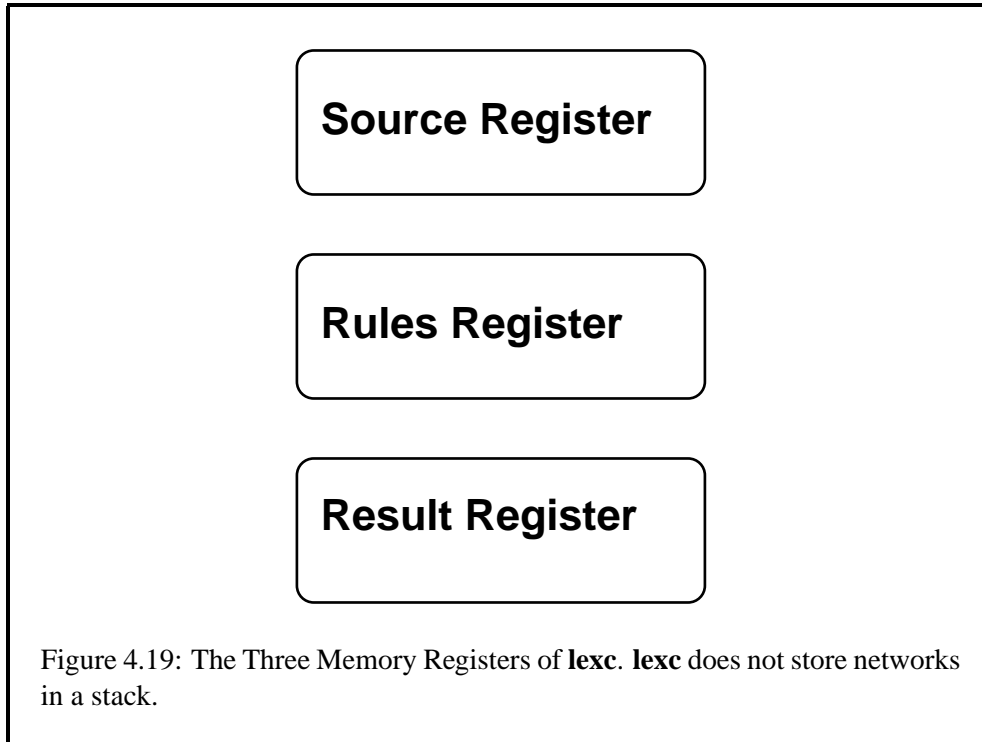 Source Register
Rules Register
Result Register
Figure 4.19: The Three Memory Registers of lexc. lexc does not store networks
in a stack.